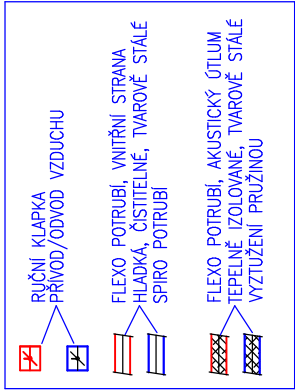 RUČNÍ KLAPKA
PŘÍVOD/ODVOD VZDUCHU
FLEXO POTRUBÍ, VNITŘNÍ STRANA
HLADKÁ, ČISTITELNÉ, TVAROVĚ STÁLÉ
SPIRO POTRUBÍ
FLEXO POTRUBÍ, AKUSTICKÝ ÚTLUM
TEPELNĚ IZOLOVANÉ, TVAROVĚ STÁLÉ
VYZTUŽENÍ PRUŽINOU